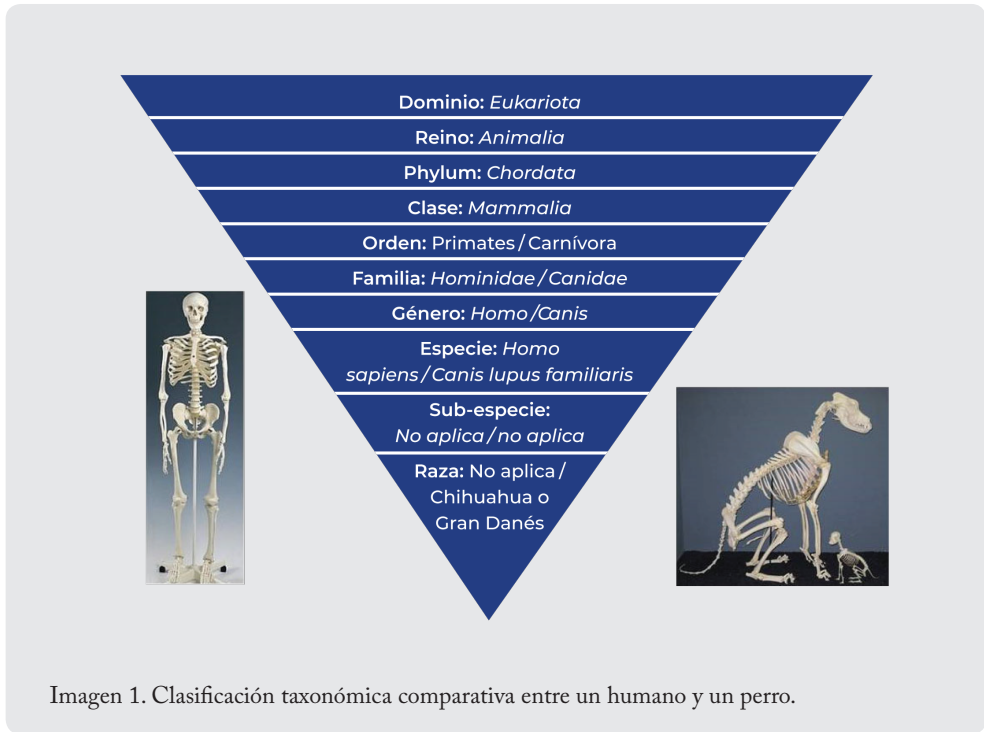 Dominio: Eukariota
Reino: Animalia
Phylum: Chordata
Clase: Mammalia
Orden: Primates / Carnívora
Familia: Hominidae / Canidae
Género: Homo /Canis
Especie: Homo
sapiens / Canis lupus familiaris
Sub-especie:
No aplica / no aplica
Raza: No aplica /
Chihuahua o
Gran Danés
Imagen 1. Clasificación taxonómica comparativa entre un humano y un perro.